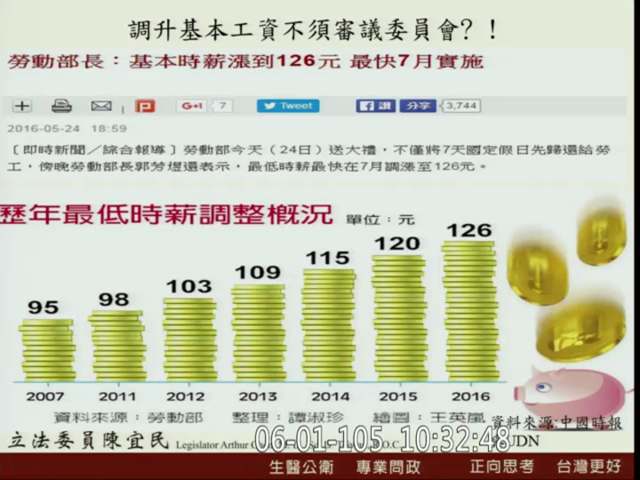 調升基本工資不須審議委員會?！
勞動部長：基本時薪漲到126元 最快7月實施
G+1 7 Tweet 讚 分享 3,744
2016-05-24 18:59
〔即時新聞／綜合報導〕勞動部今天（24日）送大禮，不僅將7天國定假日先歸還給勞
工，傍晚勞動部長郭芳煜還表示，最低時薪最快在7月調漲至126元。
歷年最低時薪調整概況 單位：元
95 98 103 109 115 120 126
2007 2011 2012 2013 2014 2015 2016
資料來源：勞動部 整理：譚淑珍 繪圖：王英嵐
資料來源:中國時報
立法委員陳宜民 Legislator Arthur C O.C. UDN
06-01-105 10:32:48
生醫公衛 專業問政 正向思考 台灣更好